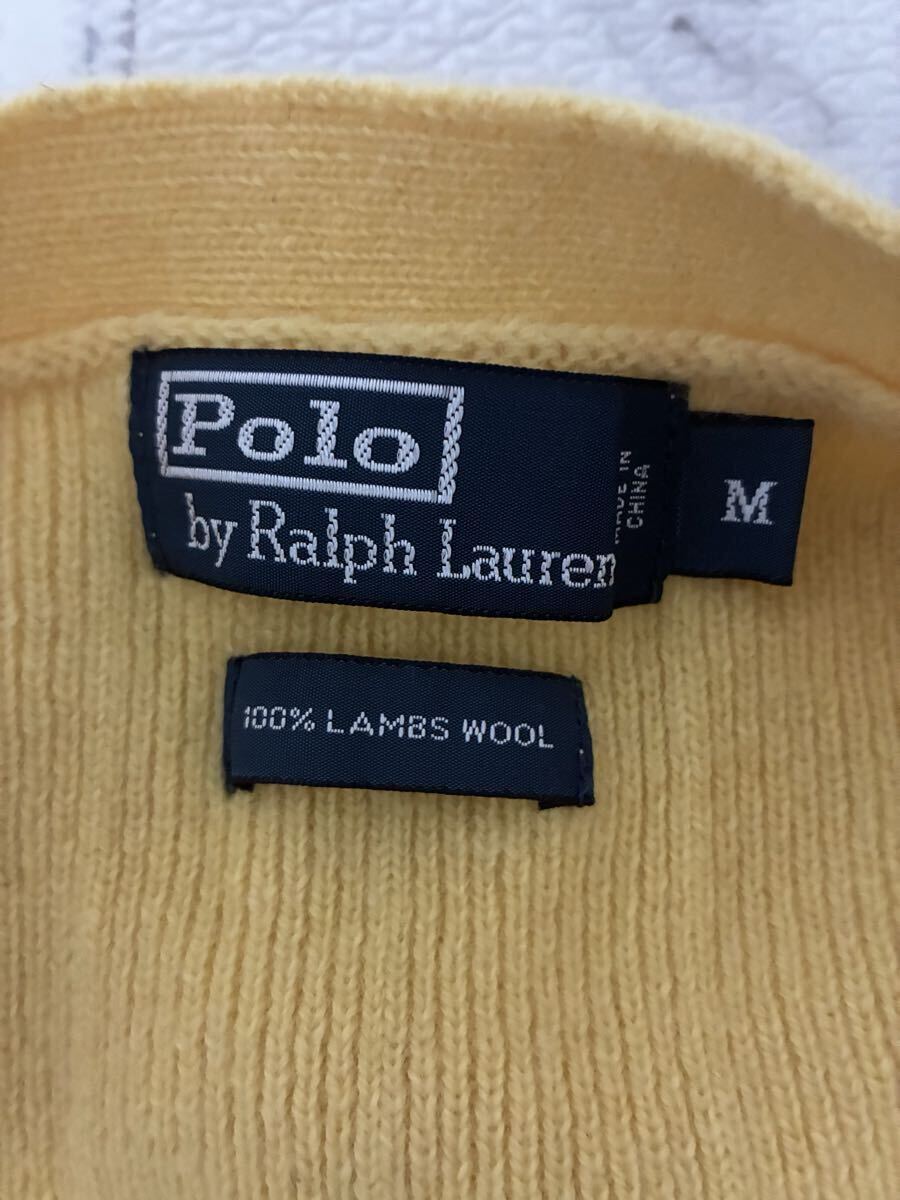 Polo
by Ralph Lauren
MADE IN
CHINA
M
100% LAMBS WOOL